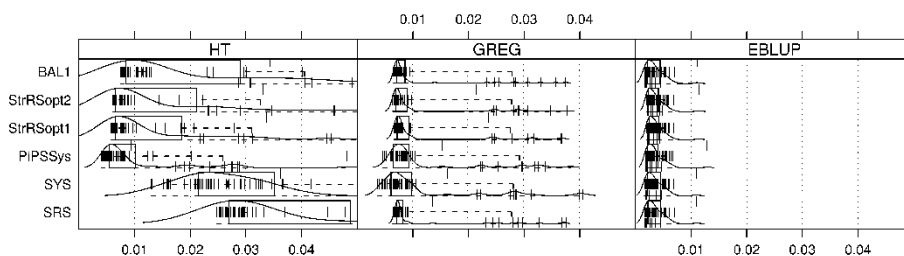 0.01 0.02 0.03 0.04
HT GREG EBLUP
BAL1
StrRSopt2
StrRSopt1
PiPSSys
SYS
SRS
0.01 0.02 0.03 0.04 0.01 0.02 0.03 0.04